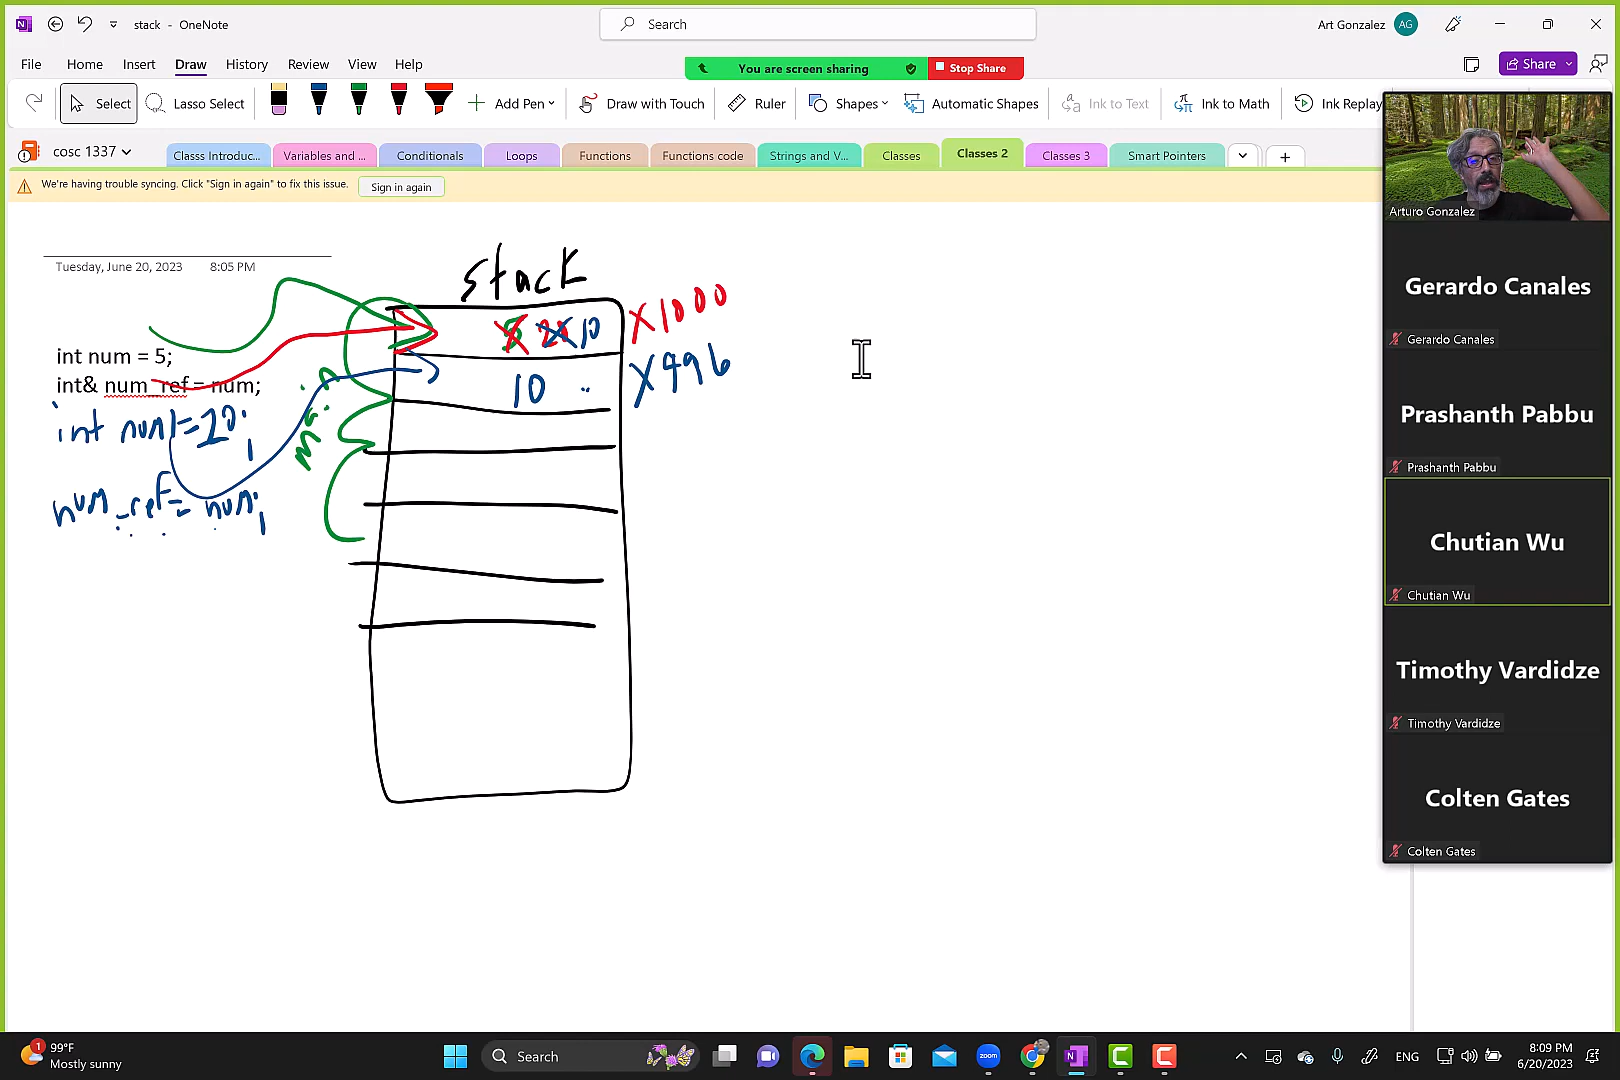 stack - OneNote
Search
Art Gonzalez AG
File Home Insert Draw History Review View Help
You are screen sharing Stop Share
Share
Select Lasso Select Add Pen Draw with Touch Ruler Shapes Automatic Shapes Ink to Text Ink to Math Ink Replay
cosc 1337
Classs Introduc... Variables and ... Conditionals Loops Functions Functions code Strings and V... Classes Classes 2 Classes 3 Smart Pointers
We're having trouble syncing. Click "Sign in again" to fix this issue. Sign in again
Tuesday, June 20, 2023 8:05 PM
stack
int num = 5;
int& num_ref = num;
int num1=20;
num_ref= num;
main
10 X1000
10 X996
Arturo Gonzalez
Gerardo Canales
Gerardo Canales
Prashanth Pabbu
Prashanth Pabbu
Chutian Wu
Chutian Wu
Timothy Vardidze
Timothy Vardidze
Colten Gates
Colten Gates
1
99°F
Mostly sunny
Search
zoom
ENG
8:09 PM
6/20/2023